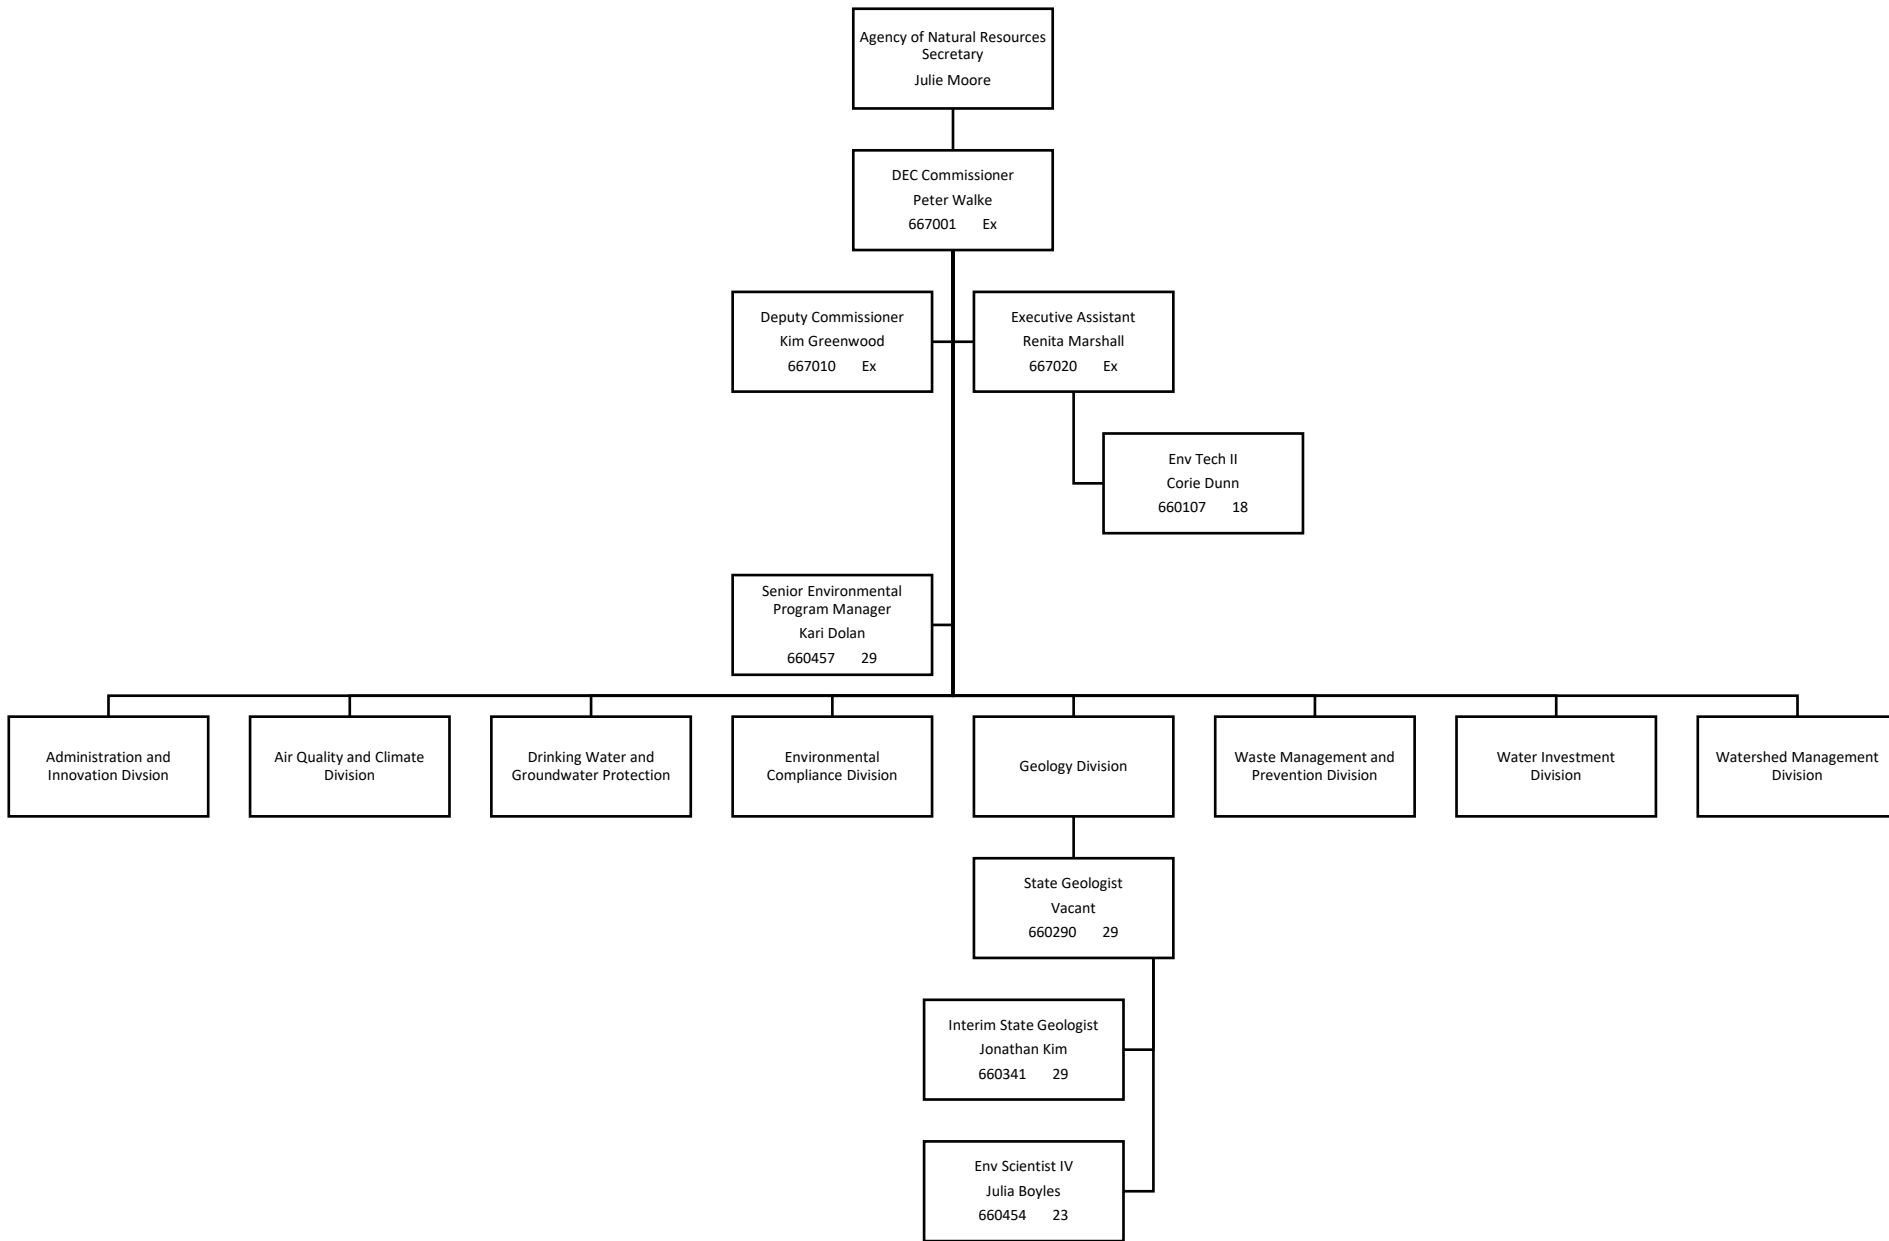 Agency of Natural Resources
Secretary
Julie Moore
DEC Commissioner
Peter Walke
667001 Ex
Deputy Commissioner
Kim Greenwood
667010 Ex
Executive Assistant
Renita Marshall
667020 Ex
Env Tech II
Corie Dunn
660107 18
Senior Environmental
Program Manager
Kari Dolan
660457 29
Administration and
Innovation Divsion
Air Quality and Climate
Division
Drinking Water and
Groundwater Protection
Environmental
Compliance Division
Geology Division
Waste Management and
Prevention Division
Water Investment
Division
Watershed Management
Division
State Geologist
Vacant
660290 29
Interim State Geologist
Jonathan Kim
660341 29
Env Scientist IV
Julia Boyles
660454 23